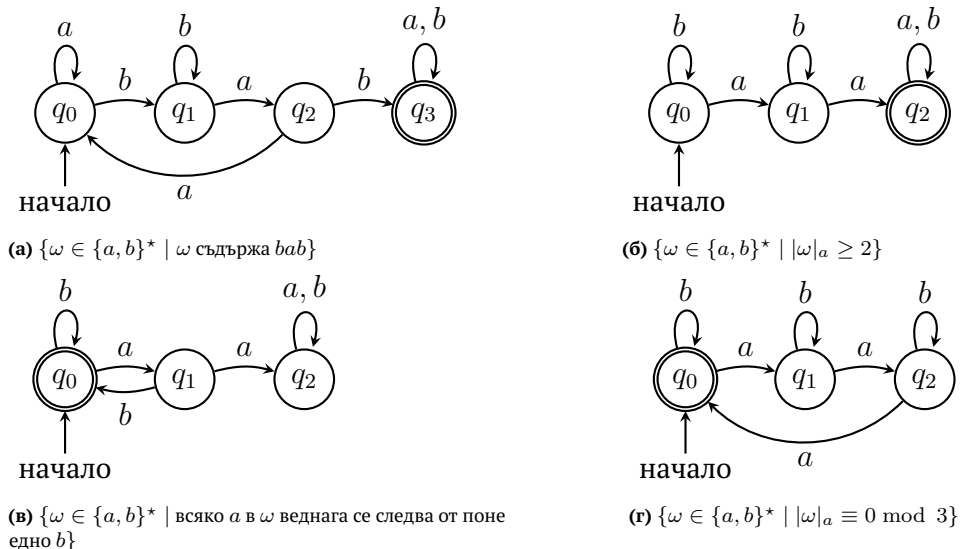 a b a, b
b a b
q₀ q₁ q₂ q₃
a
начало
(а) {ω ∈ {a, b}⋆ | ω съдържа bab}
b b a, b
a a
q₀ q₁ q₂
начало
(б) {ω ∈ {a, b}⋆ | |ω|ₐ ≥ 2}
b a, b
a a
q₀ q₁ q₂
b
начало
(в) {ω ∈ {a, b}⋆ | всяко a в ω веднага се следва от поне
едно b}
b b b
a a
q₀ q₁ q₂
a
начало
(г) {ω ∈ {a, b}⋆ | |ω|ₐ ≡ 0 mod 3}